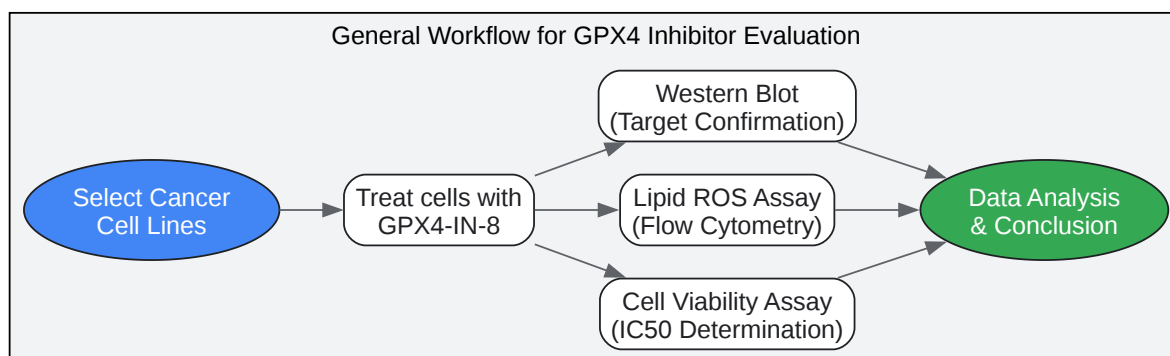 General Workflow for GPX4 Inhibitor Evaluation
Select Cancer
Cell Lines
Treat cells with
GPX4-IN-8
Western Blot
(Target Confirmation)
Lipid ROS Assay
(Flow Cytometry)
Cell Viability Assay
(IC50 Determination)
Data Analysis
& Conclusion